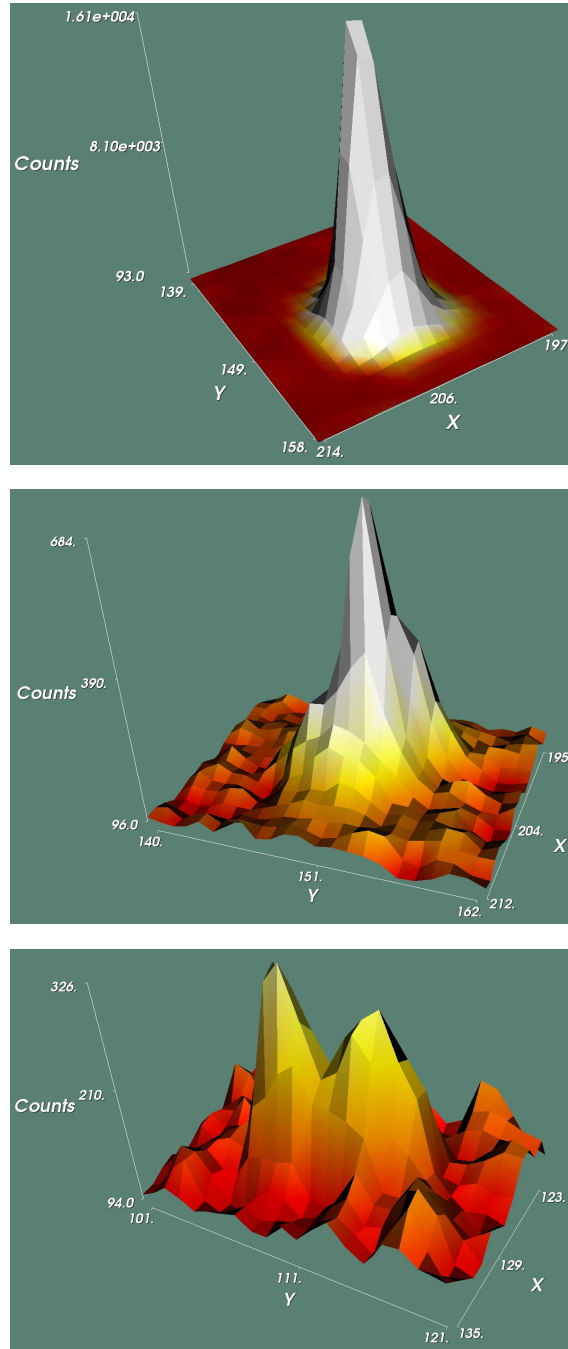 1.61e+004
8.10e+003
Counts
93.0
139.
197
149.
Y
206.
X
158.
214.
684.
390.
Counts
195
96.0
140.
204.
X
151.
Y
162.
212.
326.
210.
Counts
94.0
101.
123.
129.
X
111.
Y
121.
135.